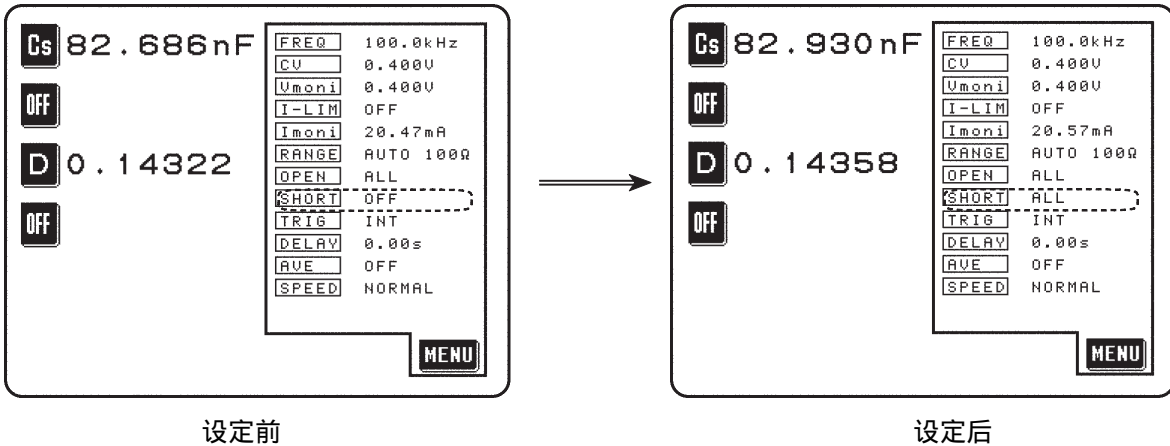 Cs 82.686nF
OFF
D 0.14322
OFF
FREQ 100.0kHz
CV 0.400V
Vmoni 0.400V
I-LIM OFF
Imoni 20.47mA
RANGE AUTO 100Ω
OPEN ALL
SHORT OFF
TRIG INT
DELAY 0.00s
AVE OFF
SPEED NORMAL
MENU
设定前
Cs 82.930nF
OFF
D 0.14358
OFF
FREQ 100.0kHz
CV 0.400V
Vmoni 0.400V
I-LIM OFF
Imoni 20.57mA
RANGE AUTO 100Ω
OPEN ALL
SHORT ALL
TRIG INT
DELAY 0.00s
AVE OFF
SPEED NORMAL
MENU
设定后